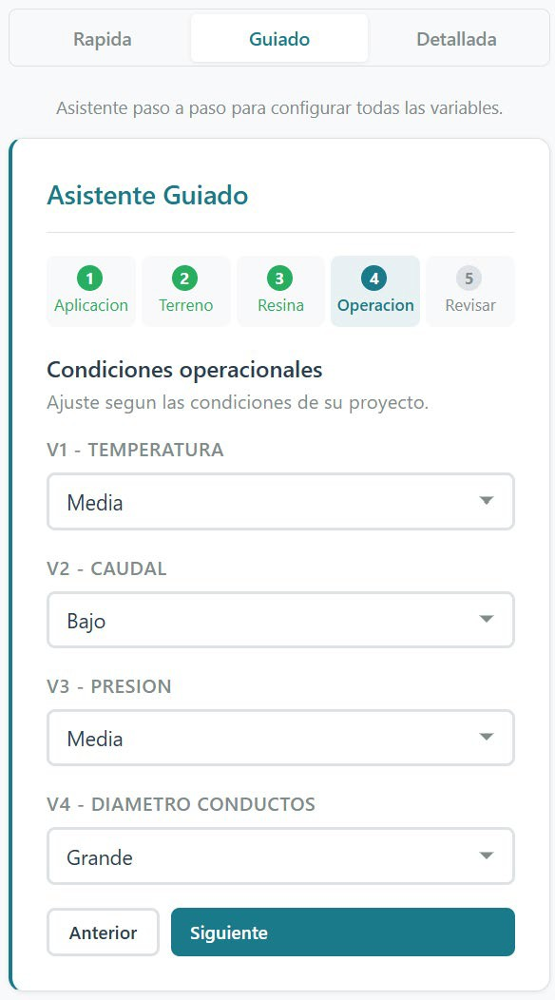 Rapida Guiado Detallada
Asistente paso a paso para configurar todas las variables.
Asistente Guiado
1 2 3 4 5
Aplicacion Terreno Resina Operacion Revisar
Condiciones operacionales
Ajuste segun las condiciones de su proyecto.
V1 - TEMPERATURA
Media
V2 - CAUDAL
Bajo
V3 - PRESION
Media
V4 - DIAMETRO CONDUCTOS
Grande
Anterior Siguiente